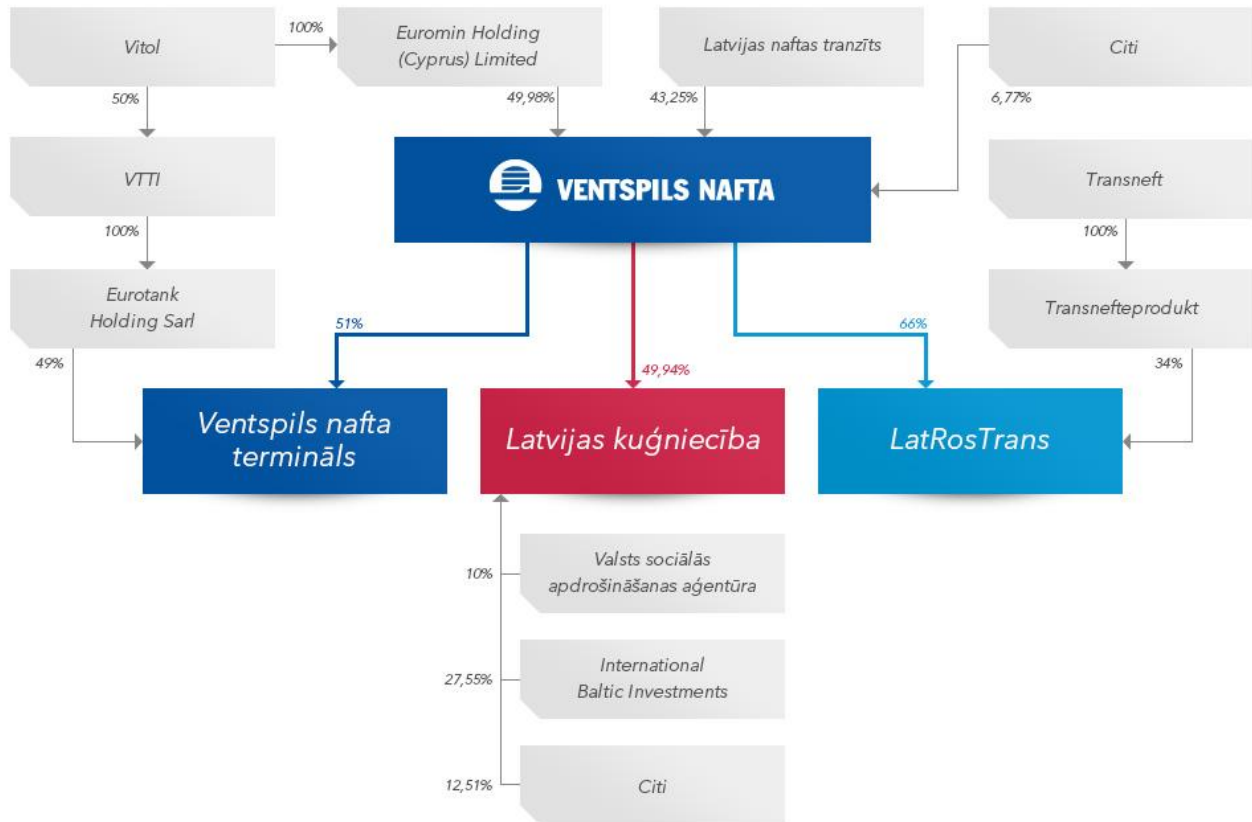 Vitol
100%
Euromin Holding
(Cyprus) Limited
Latvijas naftas tranzīts
Citi
50%
49,98%
43,25%
6,77%
VTTI
VENTSPILS NAFTA
Transneft
100%
100%
Eurotank
Holding Sarl
Transnefteprodukt
51%
66%
49%
49,94%
34%
Ventspils nafta
termināls
Latvijas kuģniecība
LatRosTrans
Valsts sociālās
apdrošināšanas aģentūra
10%
International
Baltic Investments
27,55%
Citi
12,51%